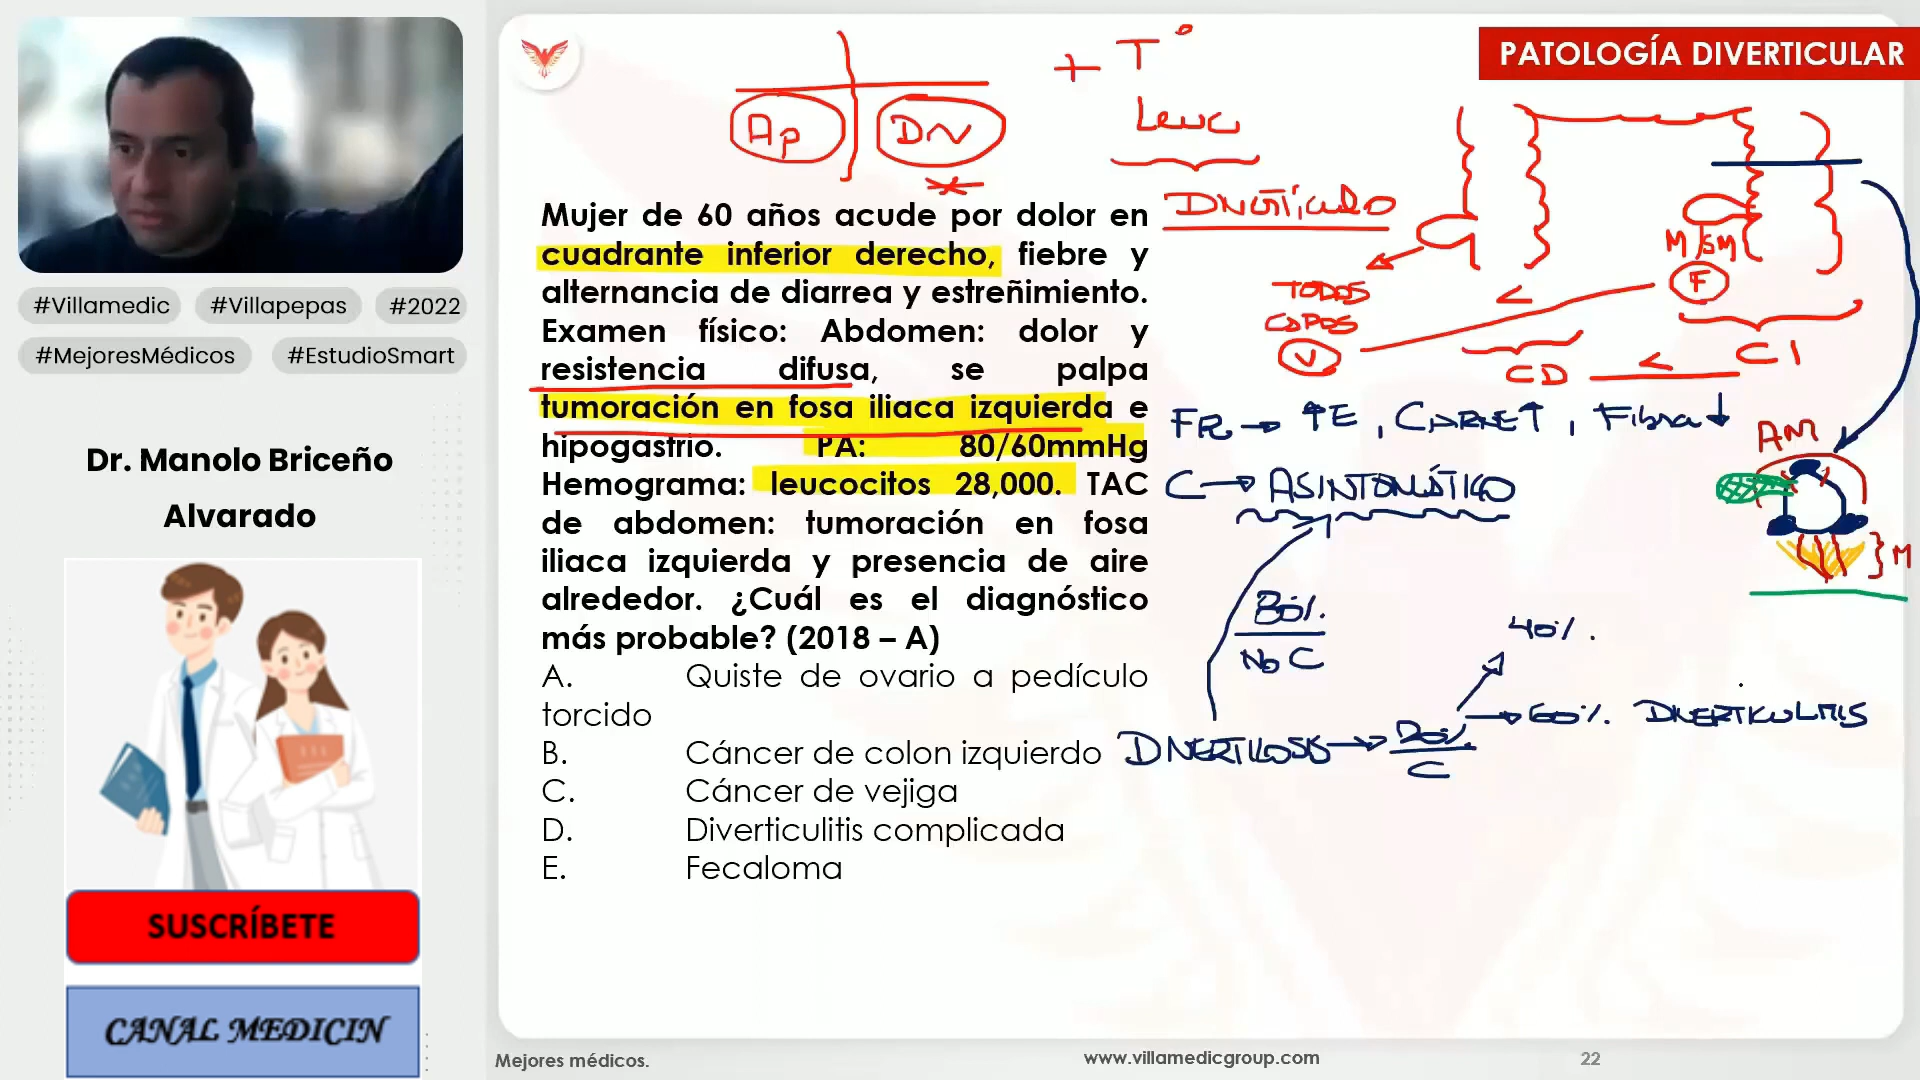 PATOLOGÍA DIVERTICULAR
Ap
DN
+ T°
Leuc
Mujer de 60 años acude por dolor en
cuadrante inferior derecho, fiebre y
alternancia de diarrea y estreñimiento.
Examen físico: Abdomen: dolor y
resistencia difusa, se palpa
tumoración en fosa iliaca izquierda e
hipogastrio. PA: 80/60mmHg
Hemograma: leucocitos 28,000. TAC
de abdomen: tumoración en fosa
iliaca izquierda y presencia de aire
alrededor. ¿Cuál es el diagnóstico
más probable? (2018 – A)
A. Quiste de ovario a pedículo
torcido
B. Cáncer de colon izquierdo
C. Cáncer de vejiga
D. Diverticulitis complicada
E. Fecaloma
TODAS
CAPAS
V
M SM
F
<
CD
<
CI
FR → ↑E, CARNE↑, Fibra↓
C → ASINTOMÁTICO
AM
M
80%.
NO C
40%.
→ 60%.
→ 20%.
C
#Villamedic
#Villapepas
#2022
#MejoresMédicos
#EstudioSmart
Dr. Manolo Briceño
Alvarado
SUSCRÍBETE
CANAL MEDICIN
Mejores médicos.
www.villamedicgroup.com
22